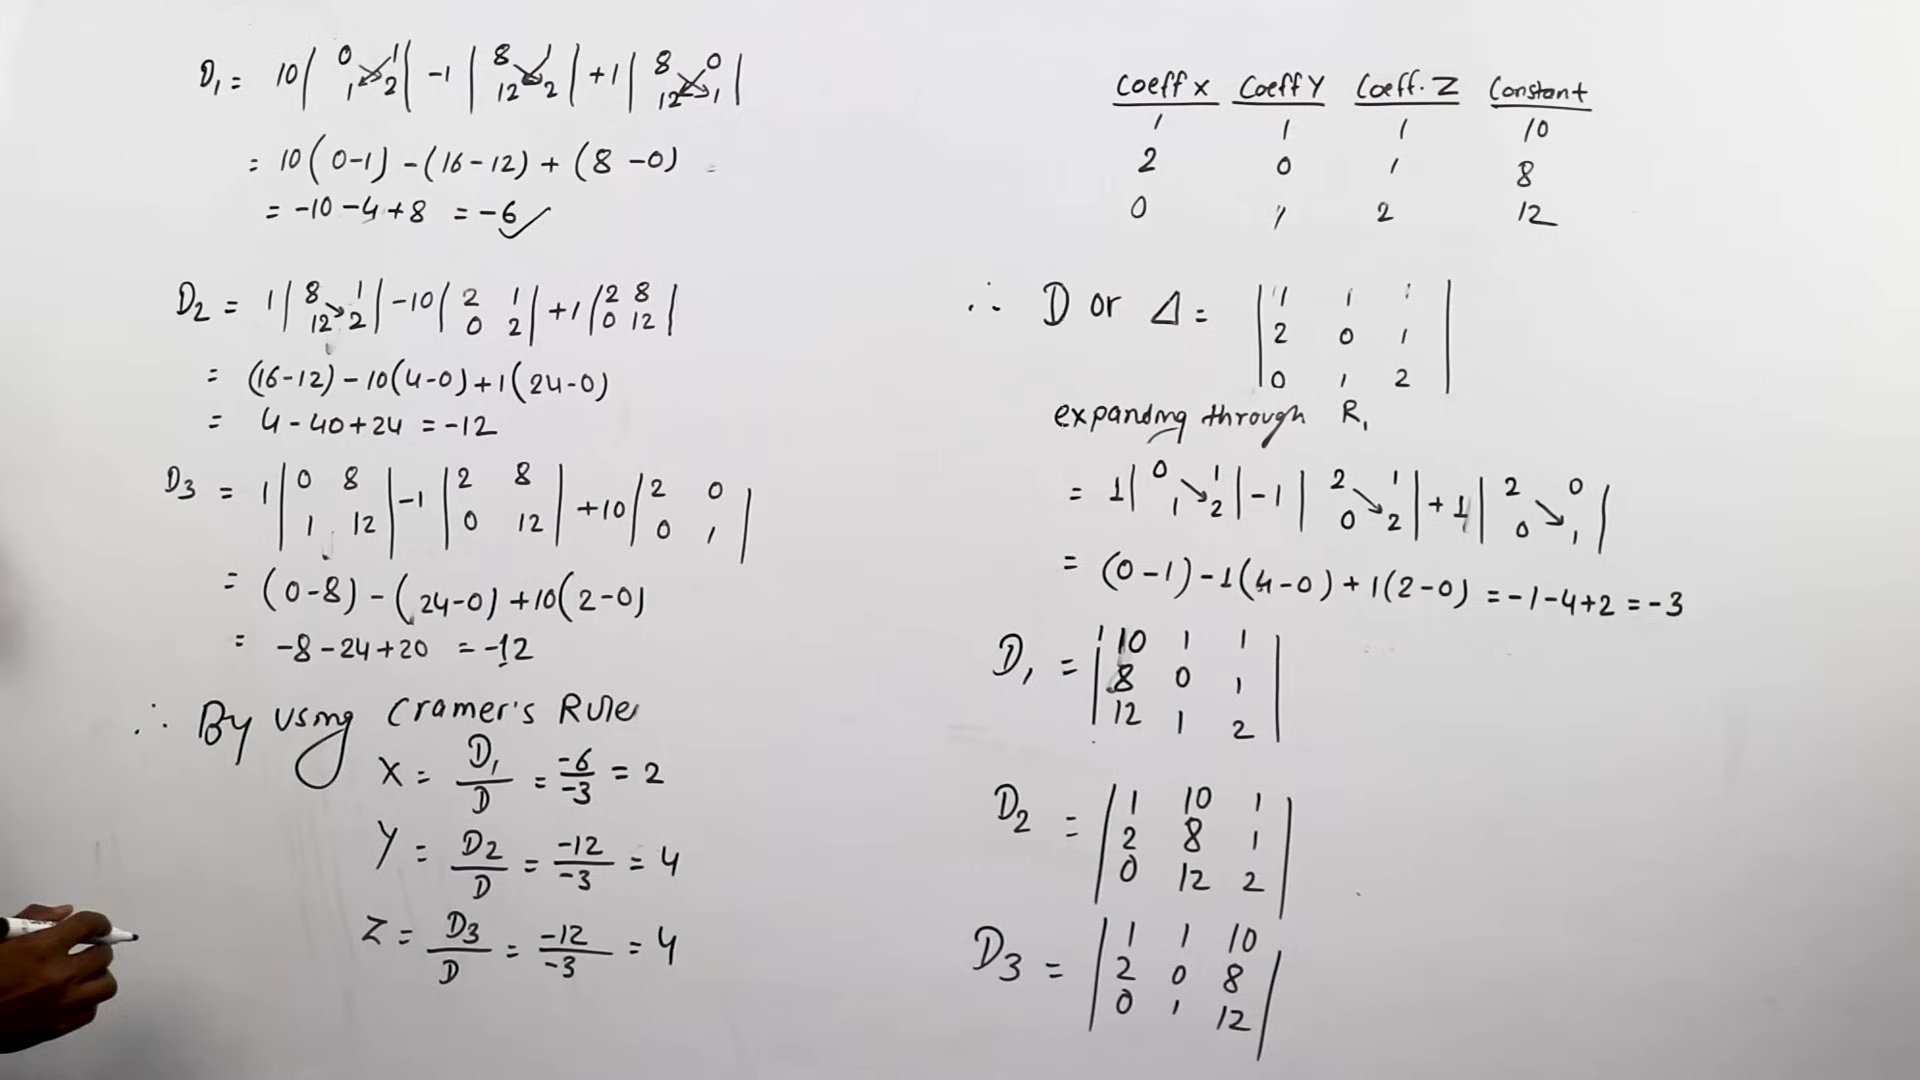 D₁ = 10 | 0 1 | -1 | 8 1 | +1 | 8 0 |
1 2   12 2   12 1
= 10(0-1) - (16-12) + (8-0) =
= -10-4+8 = -6 ✓
D2 = 1 | 8 1 | -10 | 2 1 | +1 | 2 8 |
12 2   0 2   0 12
= (16-12) - 10(4-0) + 1(24-0)
= 4-40+24 = -12
D3 = 1 | 0 8 | -1 | 2 8 | +10 | 2 0 |
1 12   0 12   0 1
= (0-8) - (24-0) + 10(2-0)
= -8-24+20 = -12
∴ By using Cramer's Rule
X = D₁/D = -6/-3 = 2
Y = D2/D = -12/-3 = 4
Z = D3/D = -12/-3 = 4
Coeff X Coeff Y Coeff. Z Constant
1 1 1 10
2 0 1 8
0 1 2 12
∴ D or Δ = | 1 1 1 |
| 2 0 1 |
| 0 1 2 |
expanding through R₁
= 1 | 0 1 | -1 | 2 1 | +1 | 2 0 |
1 2   0 2   0 1
= (0-1) -1(4-0) + 1(2-0) = -1-4+2 = -3
D₁ = | 10 1 1 |
| 8 0 1 |
| 12 1 2 |
D2 = | 1 10 1 |
| 2 8 1 |
| 0 12 2 |
D3 = | 1 1 10 |
| 2 0 8 |
| 0 1 12 |